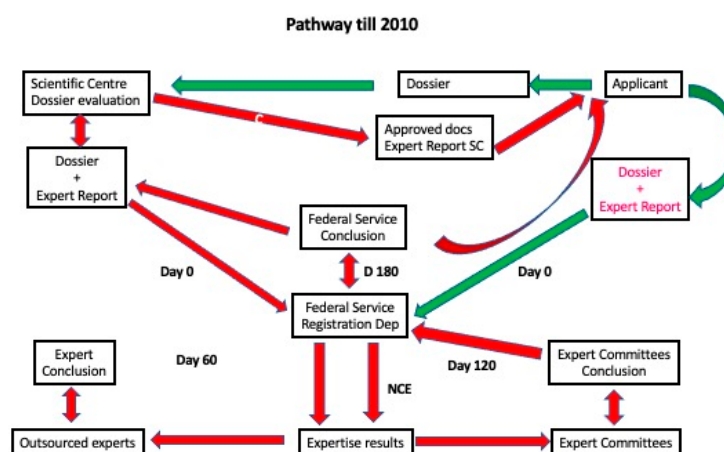 Pathway till 2010
Scientific Centre
Dossier evaluation
Dossier
Applicant
C
Approved docs
Expert Report SC
Dossier
+
Expert Report
Dossier
+
Expert Report
Federal Service
Conclusion
Day 0
D 180
Day 0
Federal Service
Registration Dep
Expert
Conclusion
Day 60
Day 120
Expert Committees
Conclusion
NCE
Outsourced experts
Expertise results
Expert Committees